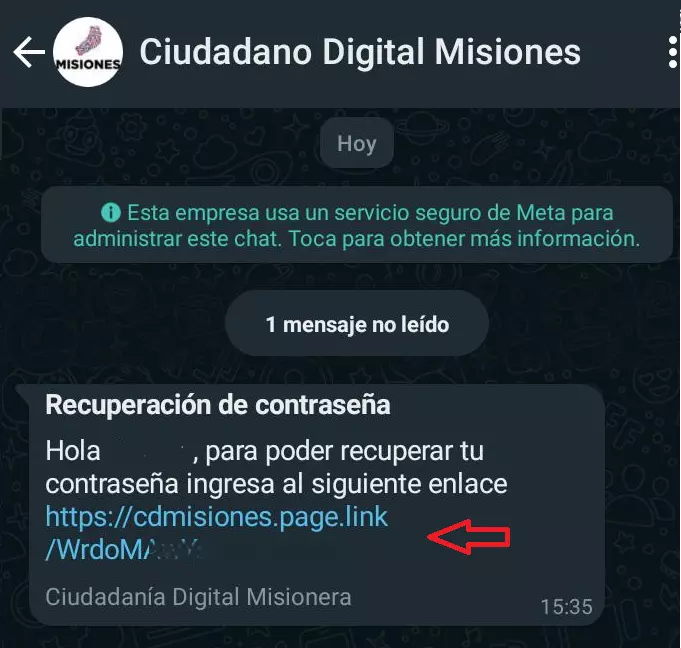 Ciudadano Digital Misiones
MISIONES
Hoy
Esta empresa usa un servicio seguro de Meta para
administrar este chat. Toca para obtener más información.
1 mensaje no leído
Recuperación de contraseña
Hola , para poder recuperar tu
contraseña ingresa al siguiente enlace
https://cdmisiones.page.link
/WrdoM
Ciudadanía Digital Misionera
15:35